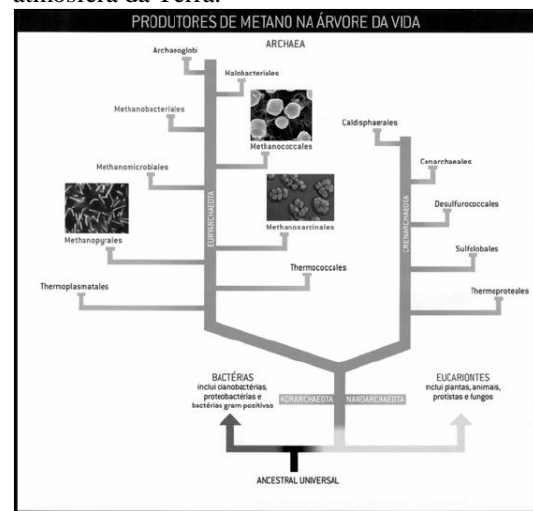 atmosfera da Terra.
PRODUTORES DE METANO NA ÁRVORE DA VIDA
ARCHAEA
Archaeoglobi
Halobacteriales
Methanobacteriales
Methanococcales
Caldisphaerales
Cenarchaeales
Methanomicrobiales
EURYARCHAEOTA
CRENARCHAEOTA
Desulfurococcales
Methanopyrales
Methanosarcinales
Sulfolobales
Thermococcales
Thermoplasmatales
Thermoproteales
BACTÉRIAS
inclui cianobactérias,
proteobactérias e
bactérias gram-positivas
KORARCHAEOTA
NANOARCHAEOTA
EUCARIONTES
inclui plantas, animais,
protistas e fungos
ANCESTRAL UNIVERSAL